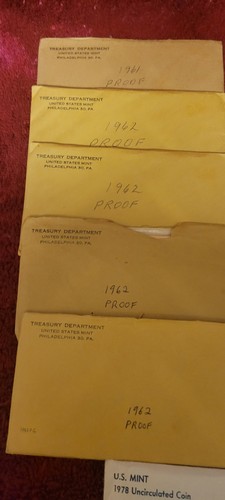 TREASURY DEPARTMENT
UNITED STATES MINT
PHILADELPHIA 30, PA.
1961
PROOF
TREASURY DEPARTMENT
UNITED STATES MINT
PHILADELPHIA 30, PA.
1962
PROOF
TREASURY DEPARTMENT
UNITED STATES MINT
PHILADELPHIA 30, PA.
1962
PROOF
TREASURY DEPARTMENT
UNITED STATES MINT
PHILADELPHIA 30, PA.
1962
PROOF
TREASURY DEPARTMENT
UNITED STATES MINT
PHILADELPHIA 30, PA.
1962
PROOF
U.S. MINT
1978 Uncirculated Coin